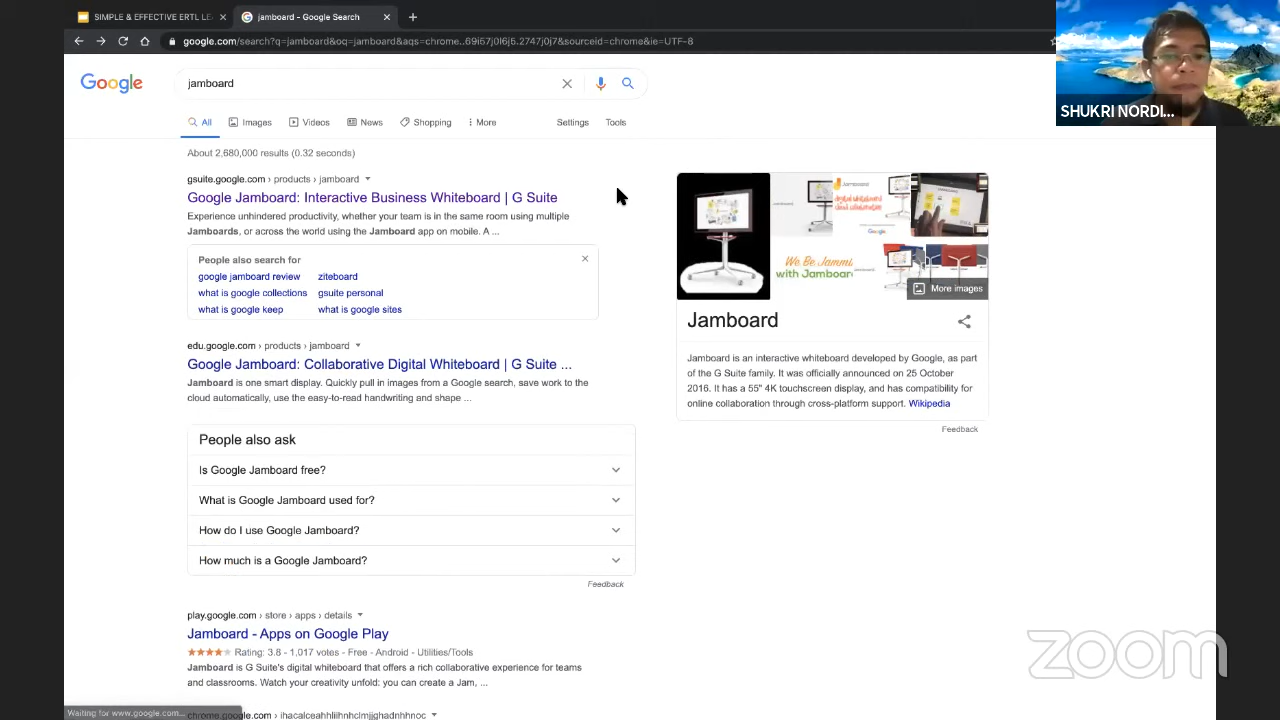 SIMPLE & EFFECTIVE ERTL LE
jamboard - Google Search
google.com/search?q=jamboard&oq=jamboard&aqs=chrome..69i57j0l6j5.2747j0j7&sourceid=chrome&ie=UTF-8
SHUKRI NORDI...
Google
jamboard
All
Images
Videos
News
Shopping
More
Settings
Tools
About 2,680,000 results (0.32 seconds)
gsuite.google.com › products › jamboard
Google Jamboard: Interactive Business Whiteboard | G Suite
Experience unhindered productivity, whether your team is in the same room using multiple
Jamboards, or across the world using the Jamboard app on mobile. A ...
People also search for
google jamboard review
ziteboard
what is google collections
gsuite personal
what is google keep
what is google sites
edu.google.com › products › jamboard
Google Jamboard: Collaborative Digital Whiteboard | G Suite ...
Jamboard is one smart display. Quickly pull in images from a Google search, save work to the
cloud automatically, use the easy-to-read handwriting and shape ...
People also ask
Is Google Jamboard free?
What is Google Jamboard used for?
How do I use Google Jamboard?
How much is a Google Jamboard?
Feedback
play.google.com › store › apps › details
Jamboard - Apps on Google Play
Rating: 3.8 - 1,017 votes - Free - Android - Utilities/Tools
Jamboard is G Suite's digital whiteboard that offers a rich collaborative experience for teams
and classrooms. Watch your creativity unfold: you can create a Jam, ...
Waiting for www.google.com...
chrome.google.com › ihacalceahhliihnhclmjjghadnhhnoc
We Be Jammi
with Jamboar
Google
More images
Jamboard
Jamboard is an interactive whiteboard developed by Google, as part
of the G Suite family. It was officially announced on 25 October
2016. It has a 55" 4K touchscreen display, and has compatibility for
online collaboration through cross-platform support. Wikipedia
Feedback
zoom